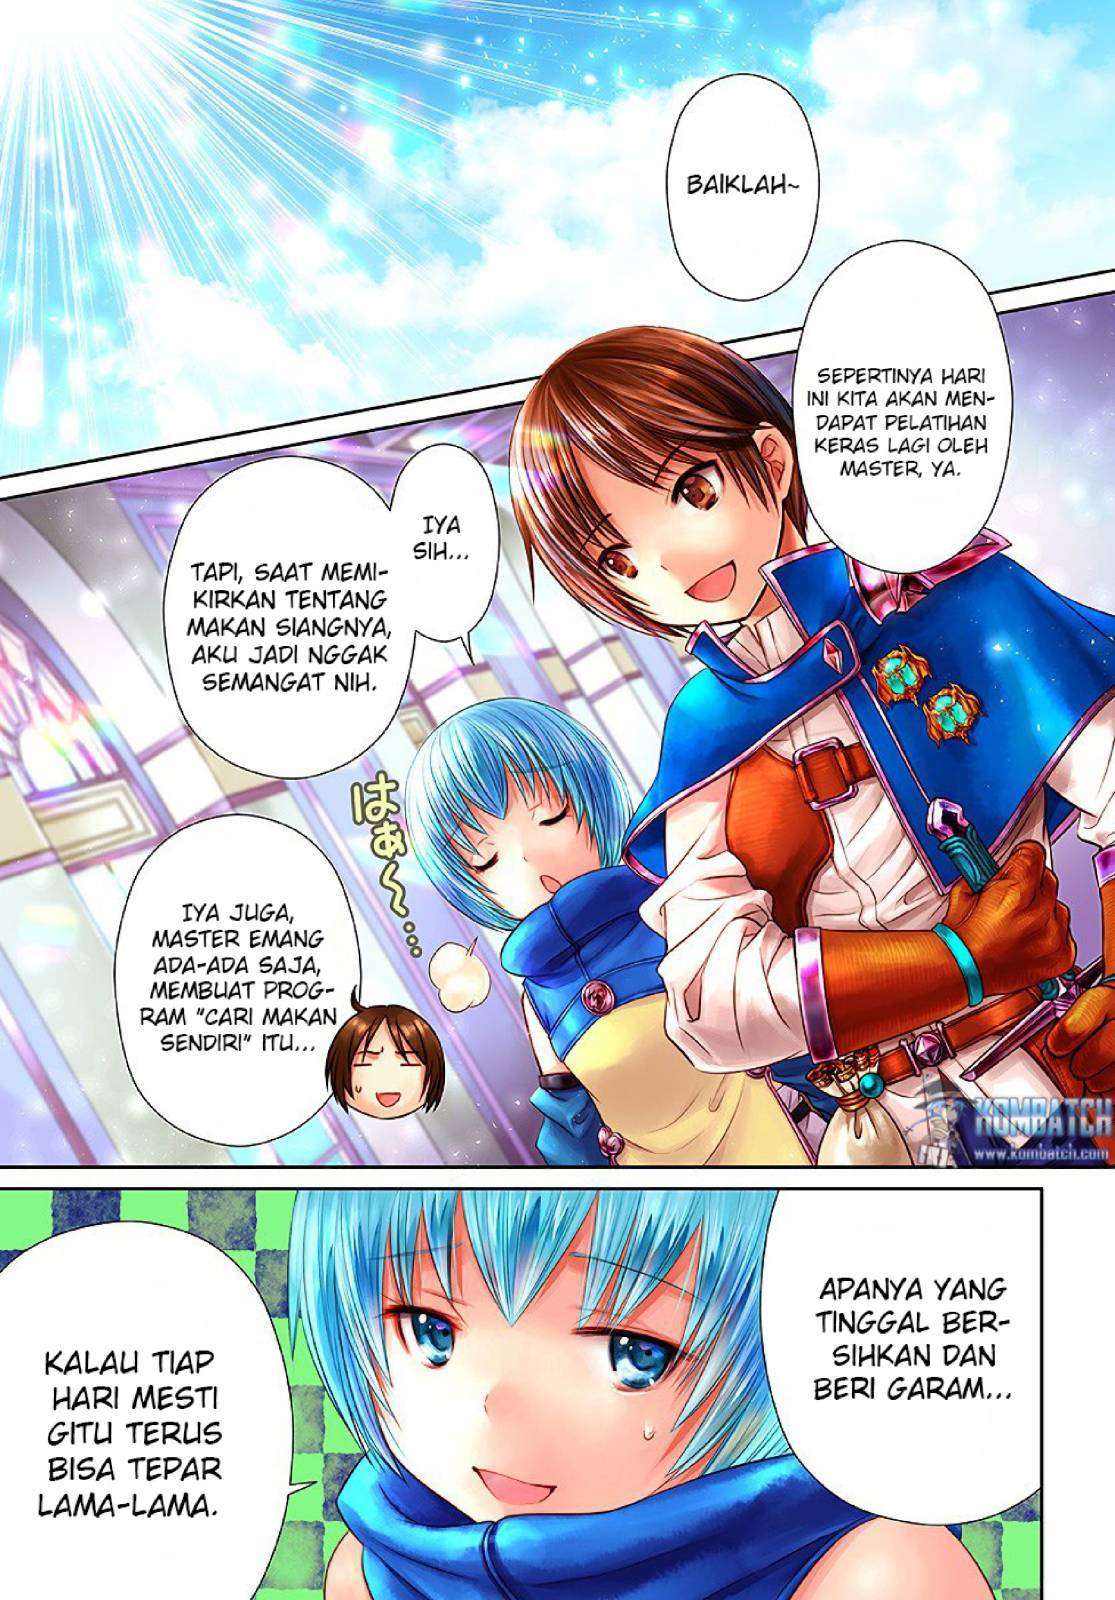 BAIKLAH~
SEPERTINYA HARI
INI KITA AKAN MEN-
DAPAT PELATIHAN
KERAS LAGI OLEH
MASTER, YA.
IYA
SIH...
TAPI, SAAT MEMI-
KIRKAN TENTANG
MAKAN SIANGNYA,
AKU JADI NGGAK
SEMANGAT NIH.
はぁ〜…
IYA JUGA,
MASTER EMANG
ADA-ADA SAJA,
MEMBUAT PROG-
RAM "CARI MAKAN
SENDIRI" ITU...
KOMBATCH
www.kombatch.com
APANYA YANG
TINGGAL BER-
SIHKAN DAN
BERI GARAM...
KALAU TIAP
HARI MESTI
GITU TERUS
BISA TEPAR
LAMA-LAMA.